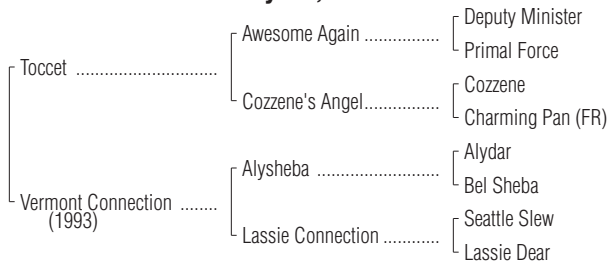 Deputy Minister
Awesome Again ................
Primal Force
Toccet .............................
Cozzene
Cozzene's Angel................
Charming Pan (FR)
Alydar
Alysheba .........................
Bel Sheba
Vermont Connection ........
(1993)
Seattle Slew
Lassie Connection ............
Lassie Dear